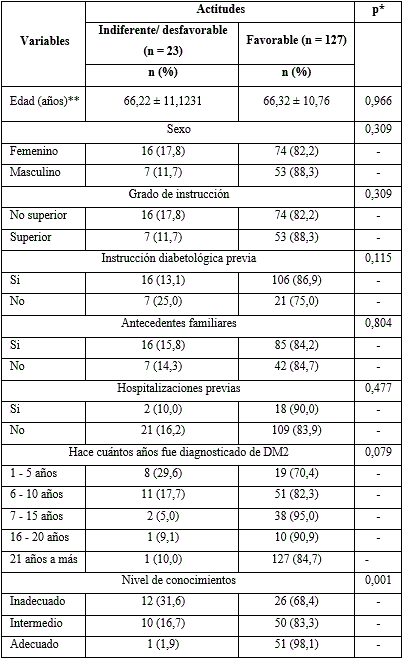 Variables Actitudes p*
Indiferente/ desfavorable (n = 23) Favorable (n = 127)
n (%) n (%)
Edad (años)** 66,22 ± 11,1231 66,32 ± 10,76 0,966
Sexo 0,309
Femenino 16 (17,8) 74 (82,2) -
Masculino 7 (11,7) 53 (88,3) -
Grado de instrucción 0,309
No superior 16 (17,8) 74 (82,2) -
Superior 7 (11,7) 53 (88,3) -
Instrucción diabetológica previa 0,115
Si 16 (13,1) 106 (86,9) -
No 7 (25,0) 21 (75,0) -
Antecedentes familiares 0,804
Si 16 (15,8) 85 (84,2) -
No 7 (14,3) 42 (84,7) -
Hospitalizaciones previas 0,477
Si 2 (10,0) 18 (90,0) -
No 21 (16,2) 109 (83,9) -
Hace cuántos años fue diagnosticado de DM2 0,079
1 - 5 años 8 (29,6) 19 (70,4) -
6 - 10 años 11 (17,7) 51 (82,3) -
7 - 15 años 2 (5,0) 38 (95,0) -
16 - 20 años 1 (9,1) 10 (90,9) -
21 años a más 1 (10,0) 127 (84,7) -
Nivel de conocimientos 0,001
Inadecuado 12 (31,6) 26 (68,4) -
Intermedio 10 (16,7) 50 (83,3) -
Adecuado 1 (1,9) 51 (98,1) -